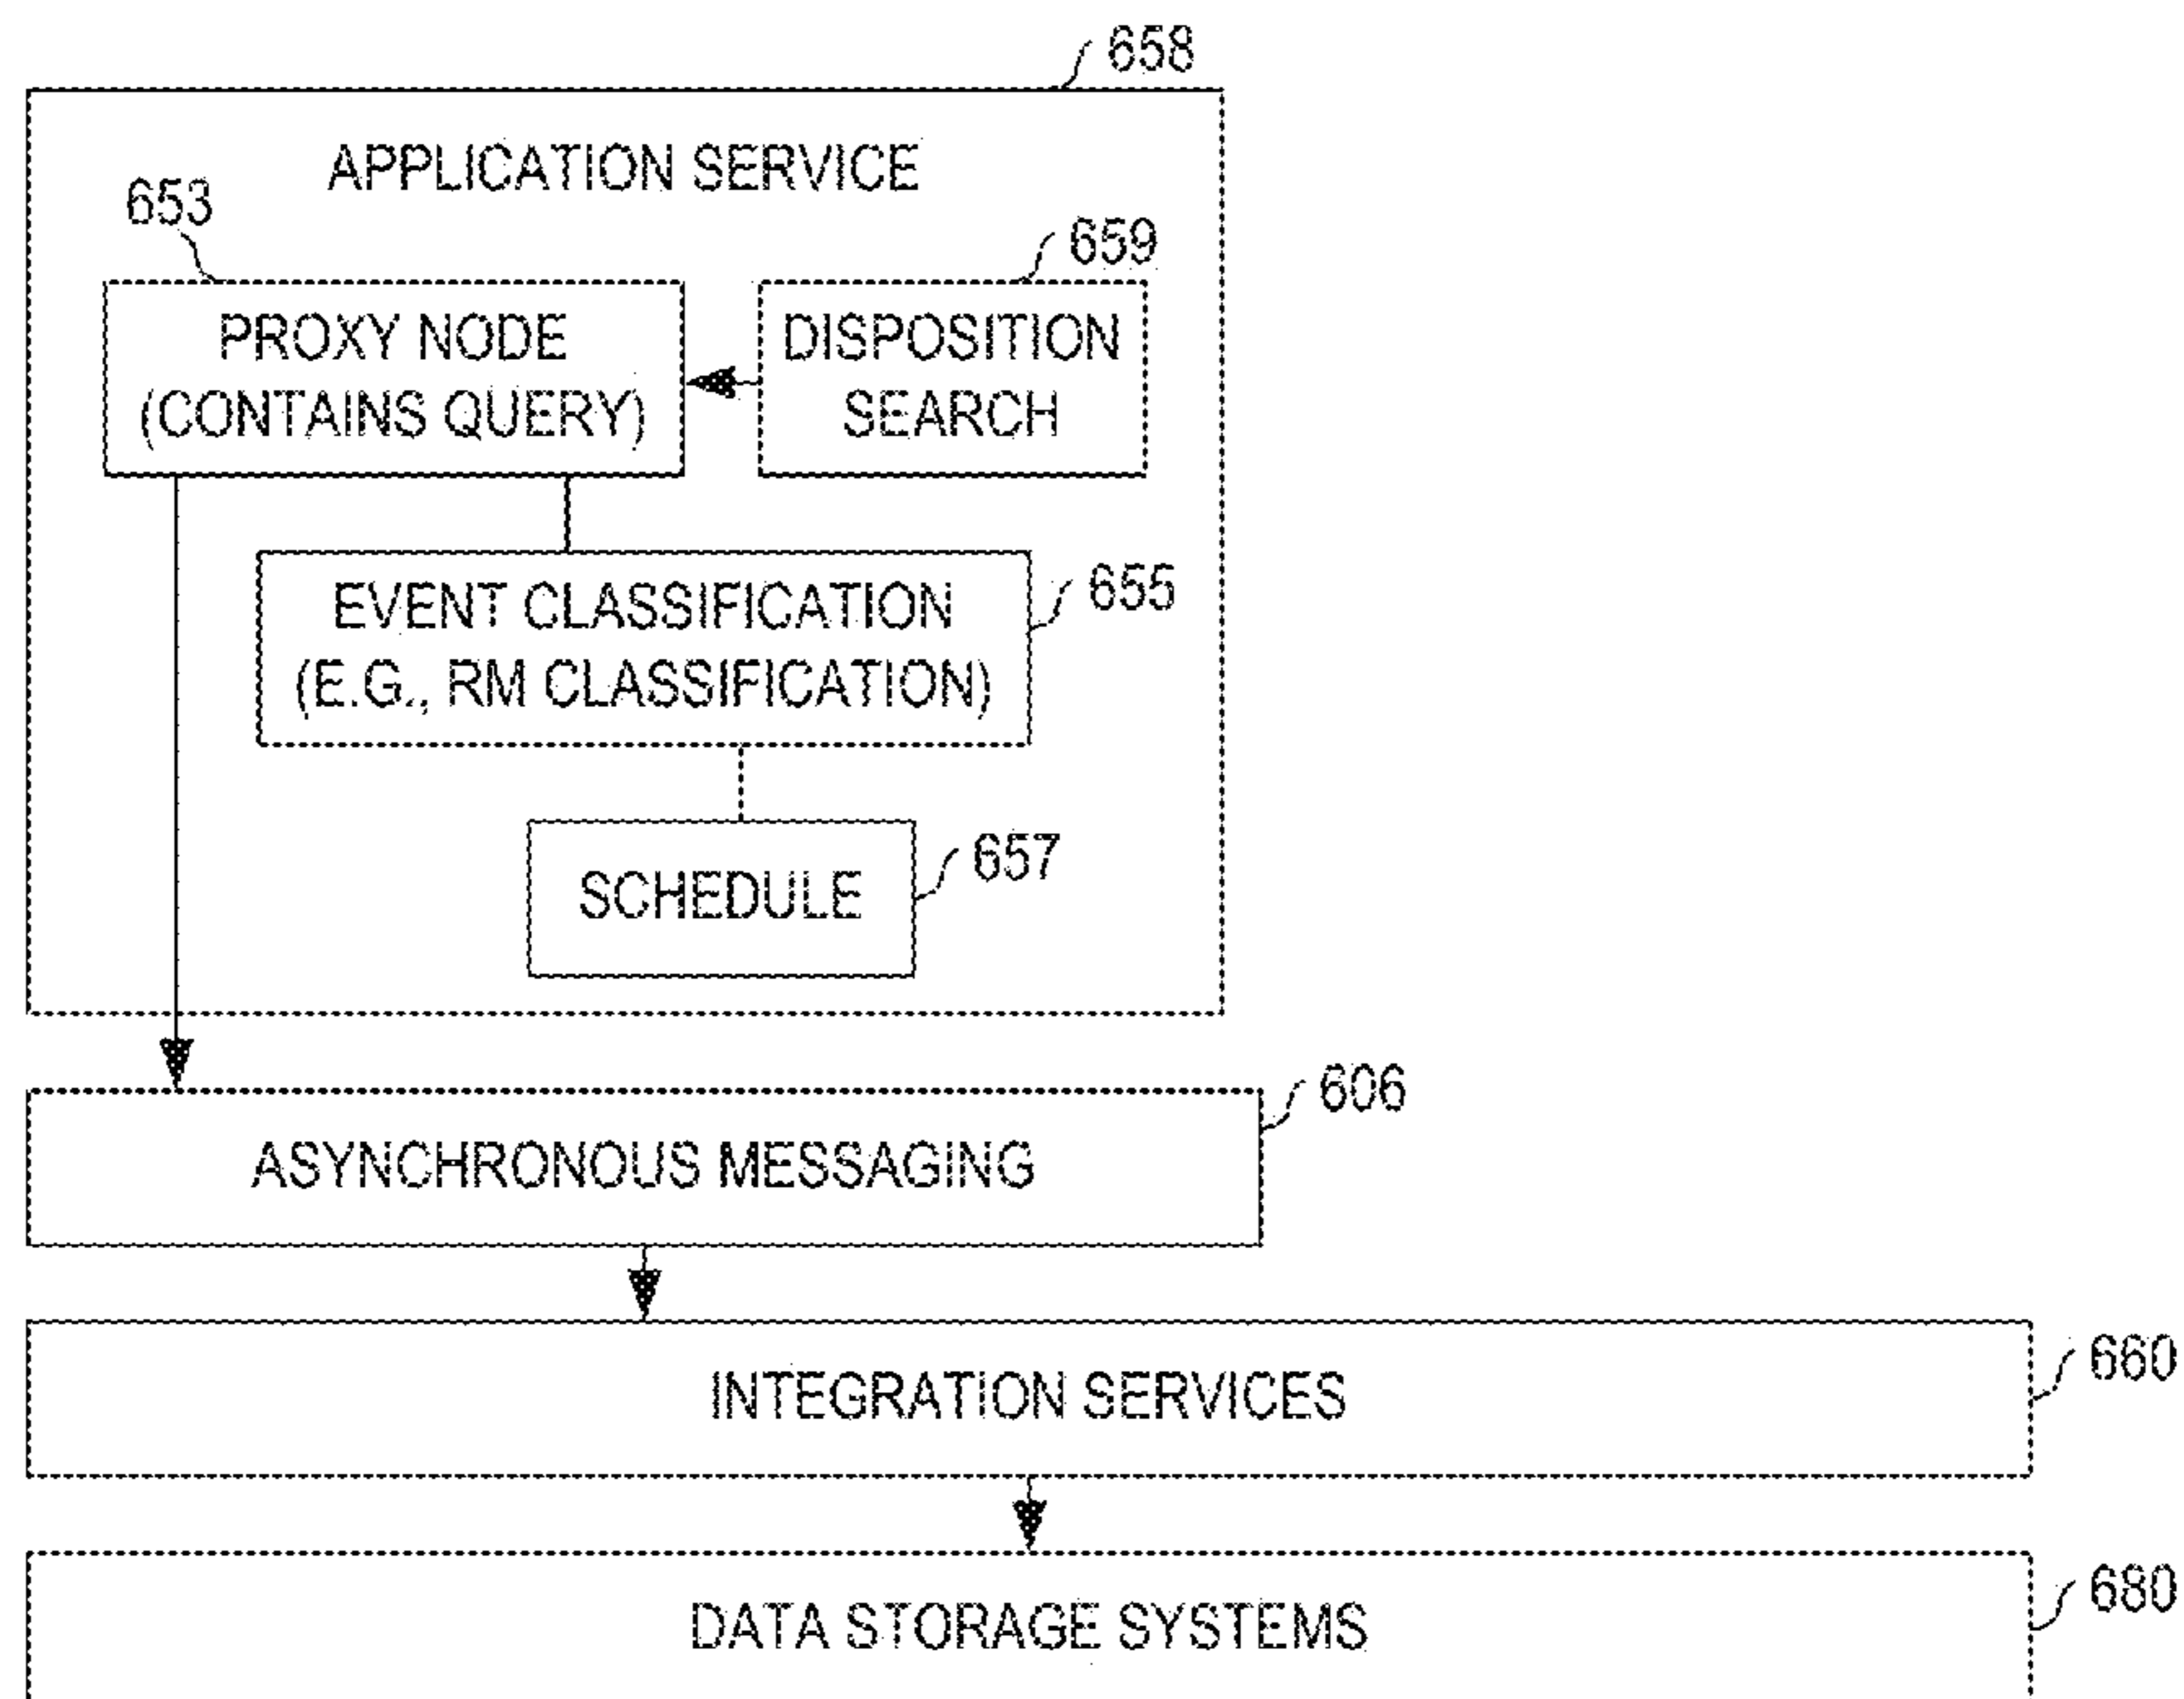 658
APPLICATION SERVICE
653
659
PROXY NODE
(CONTAINS QUERY)
DISPOSITION
SEARCH
EVENT CLASSIFICATION
(E.G., RM CLASSIFICATION)
655
SCHEDULE
657
606
ASYNCHRONOUS MESSAGING
INTEGRATION SERVICES
660
DATA STORAGE SYSTEMS
680